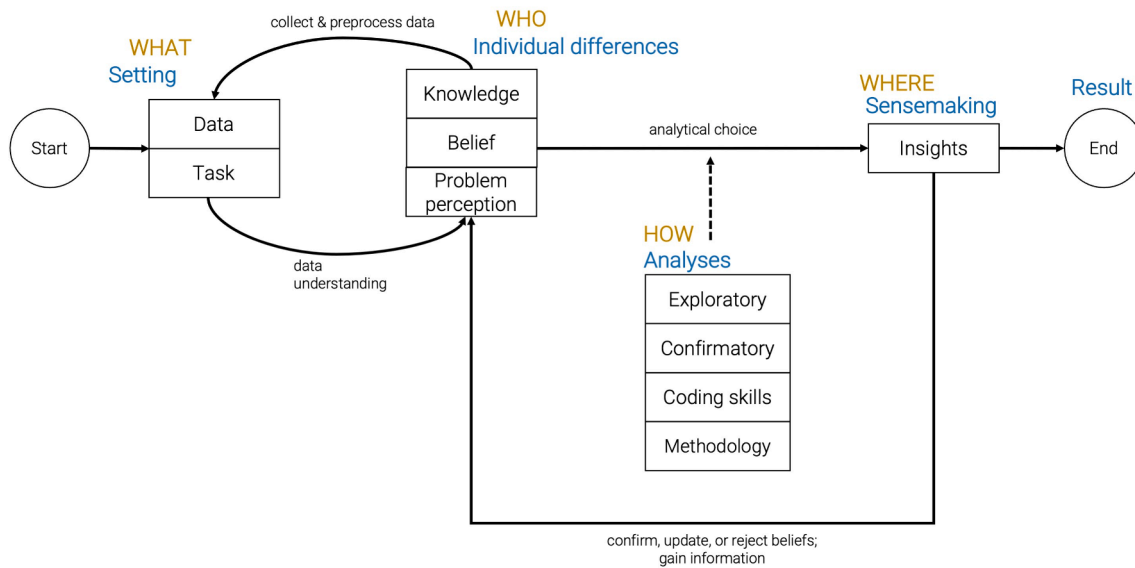 collect & preprocess data
WHO
Individual differences
WHAT
Setting
Knowledge
Belief
Problem
perception
Data
Task
Start
data
understanding
analytical choice
WHERE
Sensemaking
Insights
Result
End
HOW
Analyses
Exploratory
Confirmatory
Coding skills
Methodology
confirm, update, or reject beliefs;
gain information